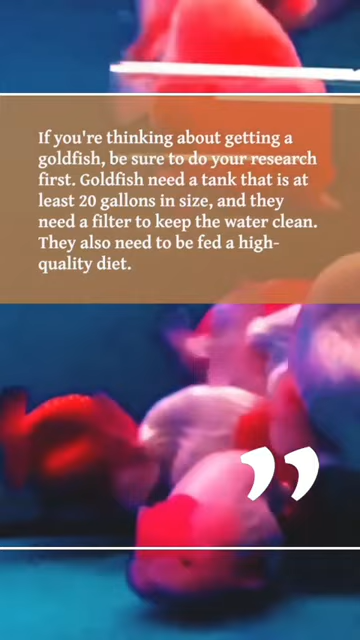 If you're thinking about getting a
goldfish, be sure to do your research
first. Goldfish need a tank that is at
least 20 gallons in size, and they
need a filter to keep the water clean.
They also need to be fed a high-
quality diet.
”